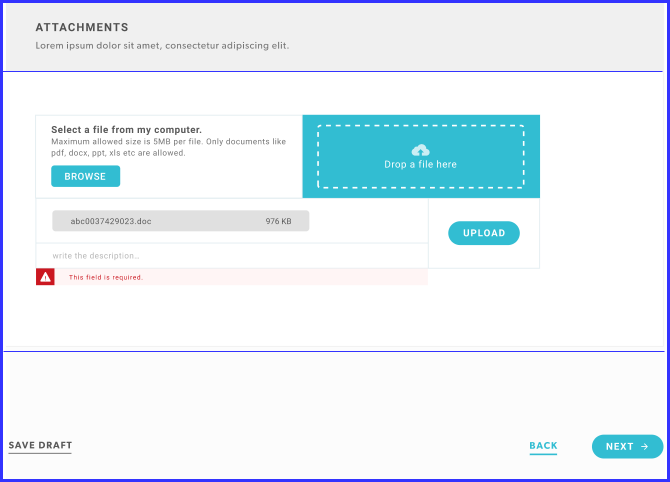 ATTACHMENTS
Lorem ipsum dolor sit amet, consectetur adipiscing elit.
Select a file from my computer.
Maximum allowed size is 5MB per file. Only documents like
pdf, docx, ppt, xls etc are allowed.
BROWSE
Drop a file here
abc0037429023.doc 976 KB
UPLOAD
write the description...
This field is required.
SAVE DRAFT
BACK
NEXT →